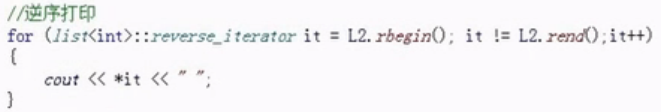 //逆序打印
for (list<int>::reverse_iterator it = L2.rbegin(); it != L2.rend();it++)
{
    cout << *it << " ";
}